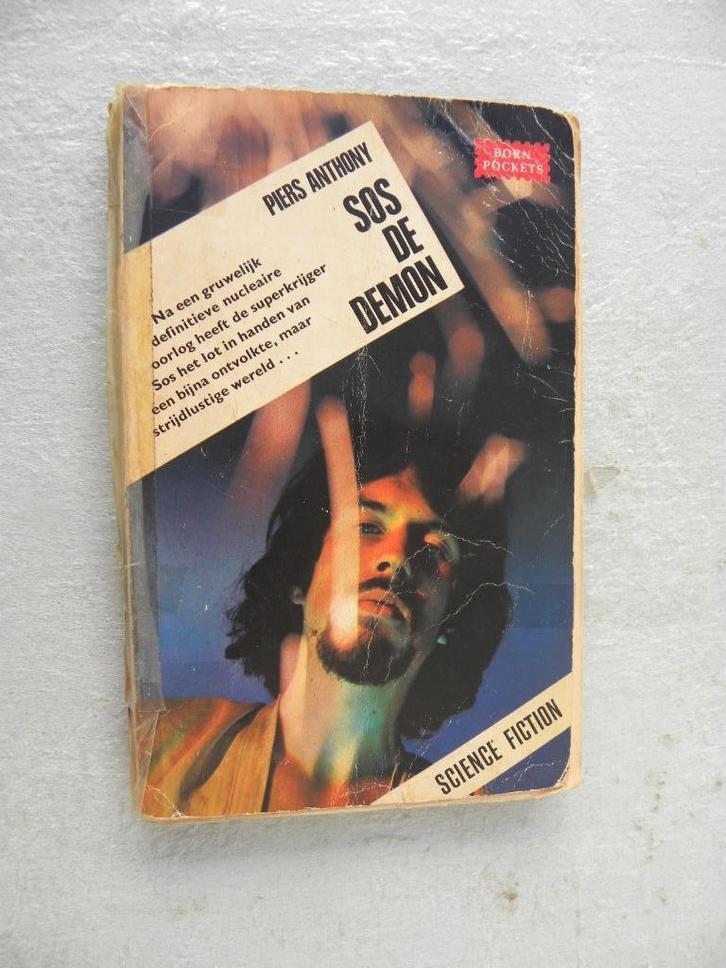 BORN
POCKETS
PIERS ANTHONY
SOS
DE
DEMON
Na een gruwelijk
definitieve nucleaire
oorlog heeft de superkrijger
Sos het lot in handen van
een bijna ontvolkte, maar
strijdlustige wereld . . .
SCIENCE FICTION